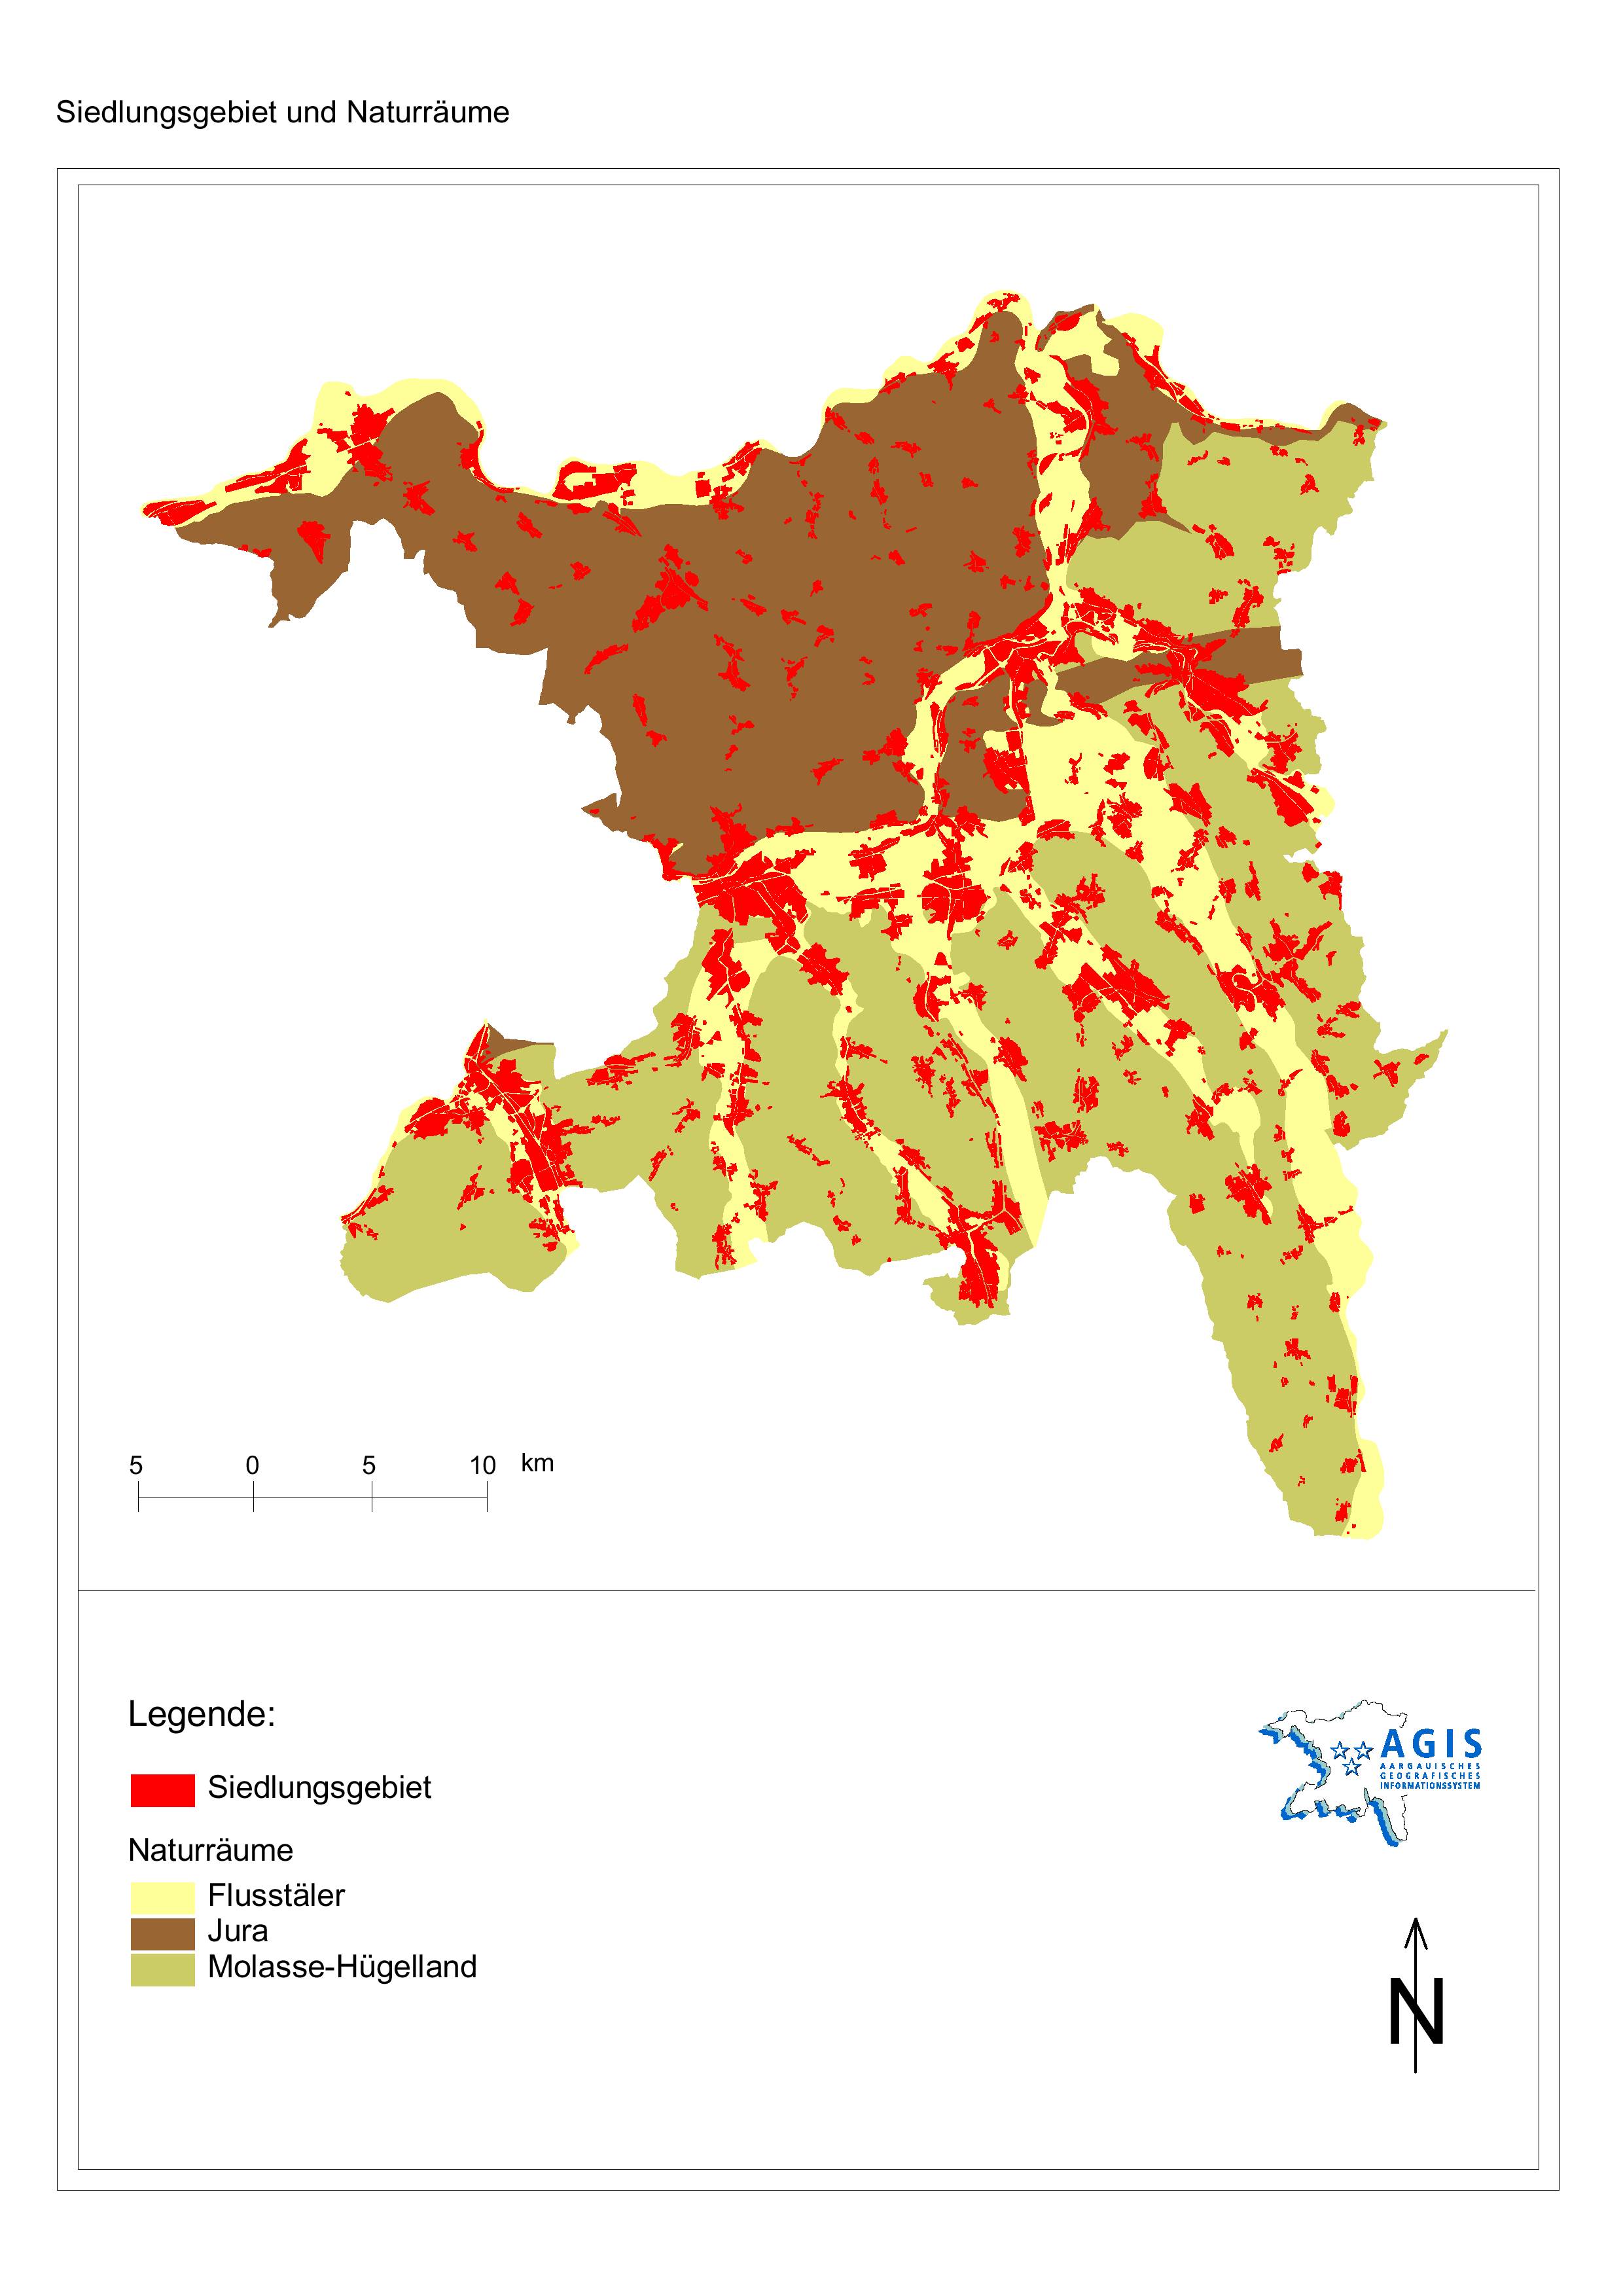 Siedlungsgebiet und Naturräume
5 0 5 10 km
Legende:
Siedlungsgebiet
Naturräume
Flusstäler
Jura
Molasse-Hügelland
AGIS
AARGAUISCHES
GEOGRAFISCHES
INFORMATIONSSYSTEM
N